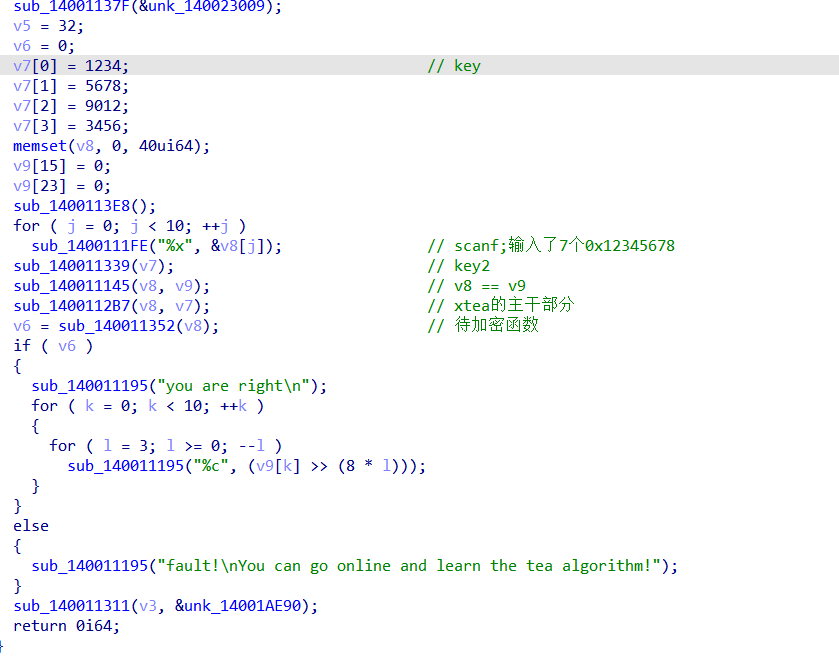 sub_14001137F(&unk_140023009);
v5 = 32;
v6 = 0;
v7[0] = 1234; // key
v7[1] = 5678;
v7[2] = 9012;
v7[3] = 3456;
memset(v8, 0, 40ui64);
v9[15] = 0;
v9[23] = 0;
sub_1400113E8();
for ( j = 0; j < 10; ++j )
sub_1400111FE("%x", &v8[j]); // scanf;输入了7个0x12345678
sub_140011339(v7); // key2
sub_140011145(v8, v9); // v8 == v9
sub_1400112B7(v8, v7); // xtea的主干部分
v6 = sub_140011352(v8); // 待加密函数
if ( v6 )
{
sub_140011195("you are right\n");
for ( k = 0; k < 10; ++k )
{
for ( l = 3; l >= 0; --l )
sub_140011195("%c", (v9[k] >> (8 * l)));
}
}
else
{
sub_140011195("fault!\nYou can go online and learn the tea algorithm!");
}
sub_140011311(v3, &unk_14001AE90);
return 0i64;
}